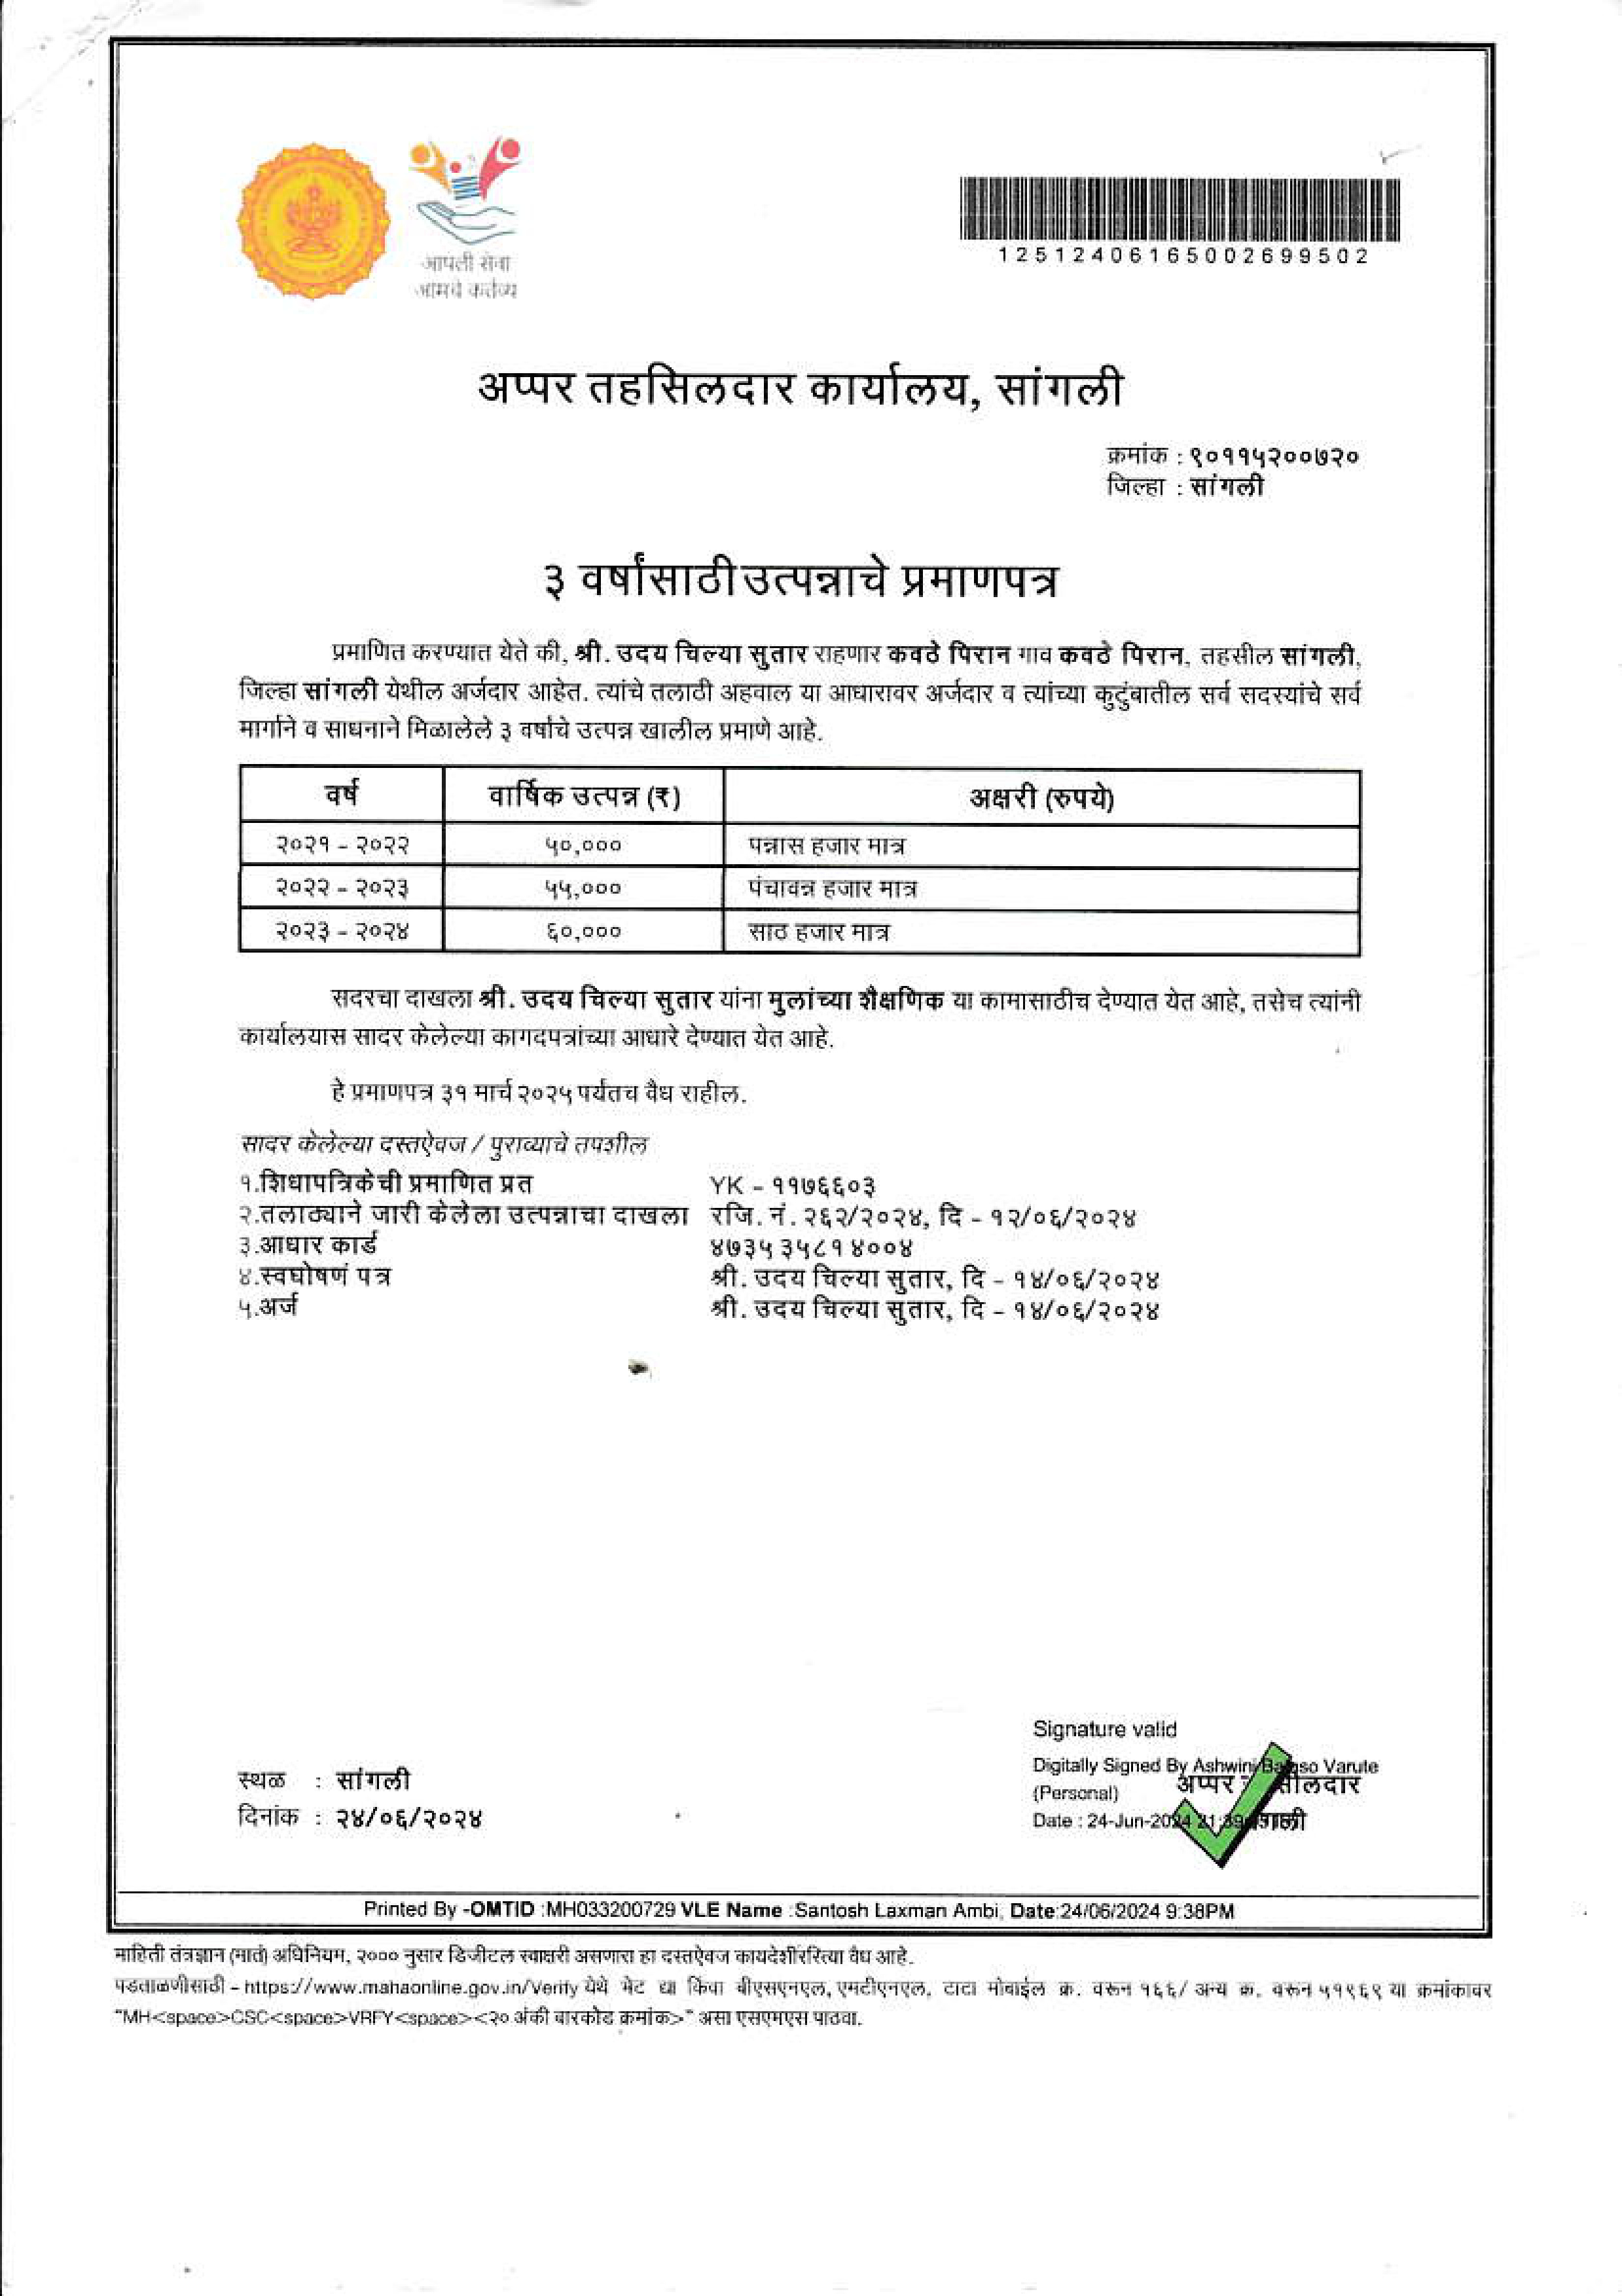 आपली सेवा
आमचे कर्तव्य
12512406165002699502
अप्पर तहसिलदार कार्यालय, सांगली
क्रमांक : ९०११५२००७२०
जिल्हा : सांगली
३ वर्षांसाठी उत्पन्नाचे प्रमाणपत्र
प्रमाणित करण्यात येते की, श्री. उदय चिल्या सुतार राहणार कवठे पिरान गाव कवठे पिरान, तहसील सांगली,
जिल्हा सांगली येथील अर्जदार आहेत. त्यांचे तलाठी अहवाल या आधारावर अर्जदार व त्यांच्या कुटुंबातील सर्व सदस्यांचे सर्व
मार्गाने व साधनाने मिळालेले ३ वर्षाचे उत्पन्न खालील प्रमाणे आहे.
वर्ष वार्षिक उत्पन्न (₹) अक्षरी (रुपये)
२०२१ - २०२२ ५०,००० पन्नास हजार मात्र
२०२२ - २०२३ ५५,००० पंचावन्न हजार मात्र
२०२३ - २०२४ ६०,००० साठ हजार मात्र
सदरचा दाखला श्री. उदय चिल्या सुतार यांना मुलांच्या शैक्षणिक या कामासाठीच देण्यात येत आहे, तसेच त्यांनी
कार्यालयास सादर केलेल्या कागदपत्रांच्या आधारे देण्यात येत आहे.
हे प्रमाणपत्र ३१ मार्च २०२५ पर्यतच वैध राहील.
सादर केलेल्या दस्तऐवज / पुराव्याचे तपशील
१.शिधापत्रिकेची प्रमाणित प्रत YK - ११७६६०३
२.तलाठ्याने जारी केलेला उत्पन्नाचा दाखला रजि. नं. २६२/२०२४, दि - १२/०६/२०२४
३.आधार कार्ड ४७३५ ३५८१ ४००४
४.स्वघोषणं पत्र श्री. उदय चिल्या सुतार, दि - १४/०६/२०२४
५.अर्ज श्री. उदय चिल्या सुतार, दि - १४/०६/२०२४
Signature valid
Digitally Signed By Ashwini Varute
(Personal)
अप्पर
Date : 24-Jun-2024
स्थळ : सांगली
दिनांक : २४/०६/२०२४
Printed By -OMTID :MH033200729 VLE Name :Santosh Laxman Ambi, Date:24/06/2024 9:38PM
माहिती तंत्रज्ञान (मातं) अधिनियम, २००० नुसार डिजीटल स्वाक्षरी असणारा हा दस्तऐवज कायदेशीररित्या वैध आहे.
पडताळणीसाठी - https://www.mahaonline.gov.in/Verify येथे भेट द्या किंवा बीएसएनएल, एमटीएनएल, टाटा मोबाईल क्र. वरून १६६/ अन्य क्र. वरून ५१९६९ या क्रमांकावर
"MH<space>CSC<space>VRFY<space><२० अंकी बारकोड क्रमांक>" असा एसएमएस पाठवा.